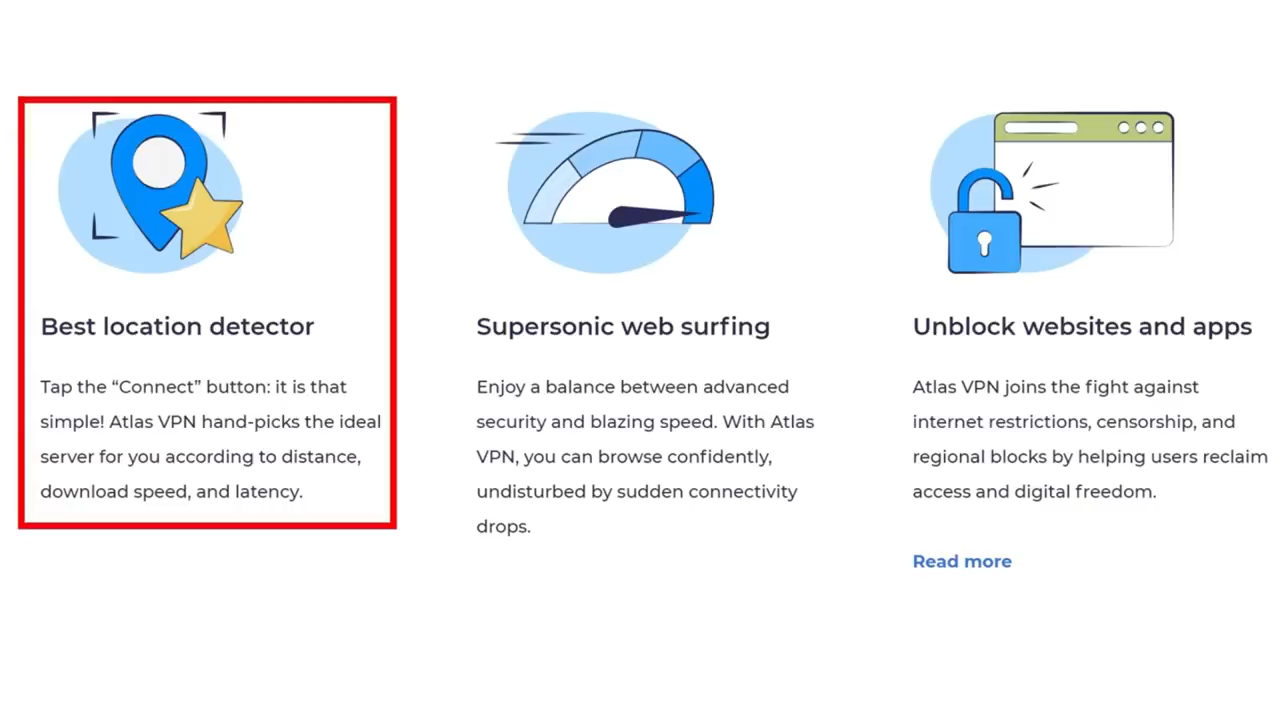 Best location detector
Tap the “Connect” button: it is that
simple! Atlas VPN hand-picks the ideal
server for you according to distance,
download speed, and latency.
Supersonic web surfing
Enjoy a balance between advanced
security and blazing speed. With Atlas
VPN, you can browse confidently,
undisturbed by sudden connectivity
drops.
Unblock websites and apps
Atlas VPN joins the fight against
internet restrictions, censorship, and
regional blocks by helping users reclaim
access and digital freedom.
Read more